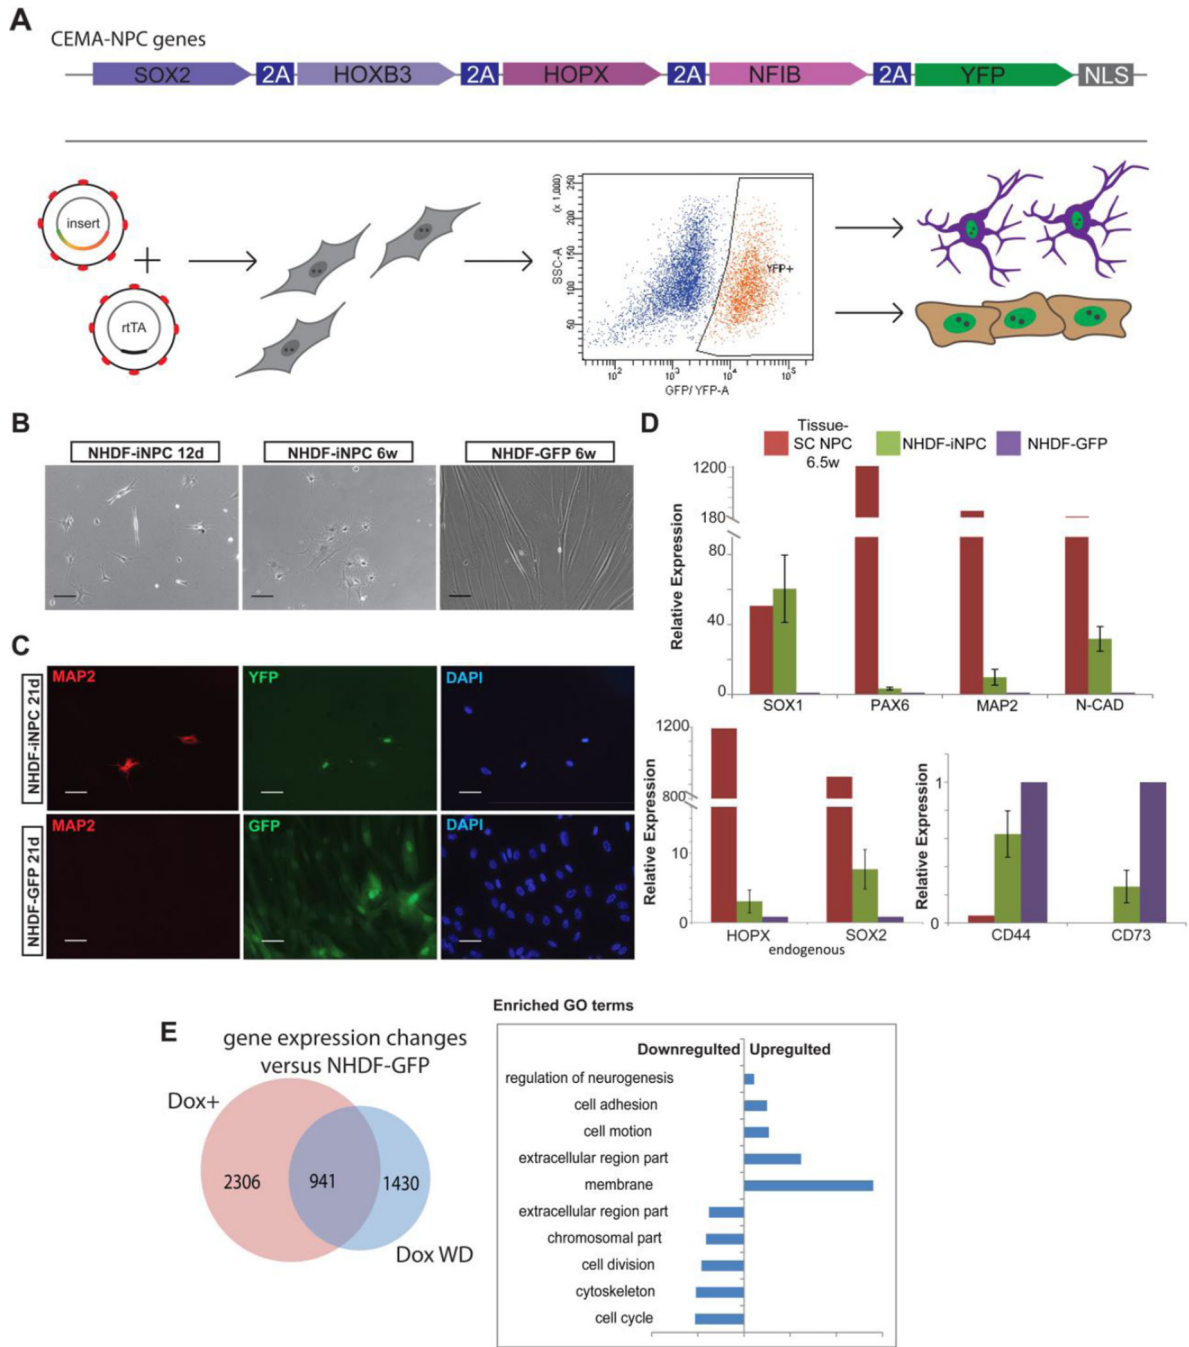 A
CEMA-NPC genes
SOX2 2A HOXB3 2A HOPX 2A NFIB 2A YFP NLS
insert
+
rtTA
(x 1,000)
SSC-A
250
200
150
100
50
YFP+
10^2 10^3 10^4 10^5
GFP/ YFP-A
B
NHDF-iNPC 12d NHDF-iNPC 6w NHDF-GFP 6w
C
NHDF-iNPC 21d
MAP2 YFP DAPI
NHDF-GFP 21d
MAP2 GFP DAPI
D
Tissue-
SC NPC
6.5w
NHDF-iNPC
NHDF-GFP
Relative Expression
1200
180
80
40
0
SOX1 PAX6 MAP2 N-CAD
Relative Expression
1200
800
10
0
HOPX SOX2
endogenous
Relative Expression
1
0
CD44 CD73
E
gene expression changes
versus NHDF-GFP
Dox+
2306 941 1430
Dox WD
Enriched GO terms
Downregulted Upregulted
regulation of neurogenesis
cell adhesion
cell motion
extracellular region part
membrane
extracellular region part
chromosomal part
cell division
cytoskeleton
cell cycle